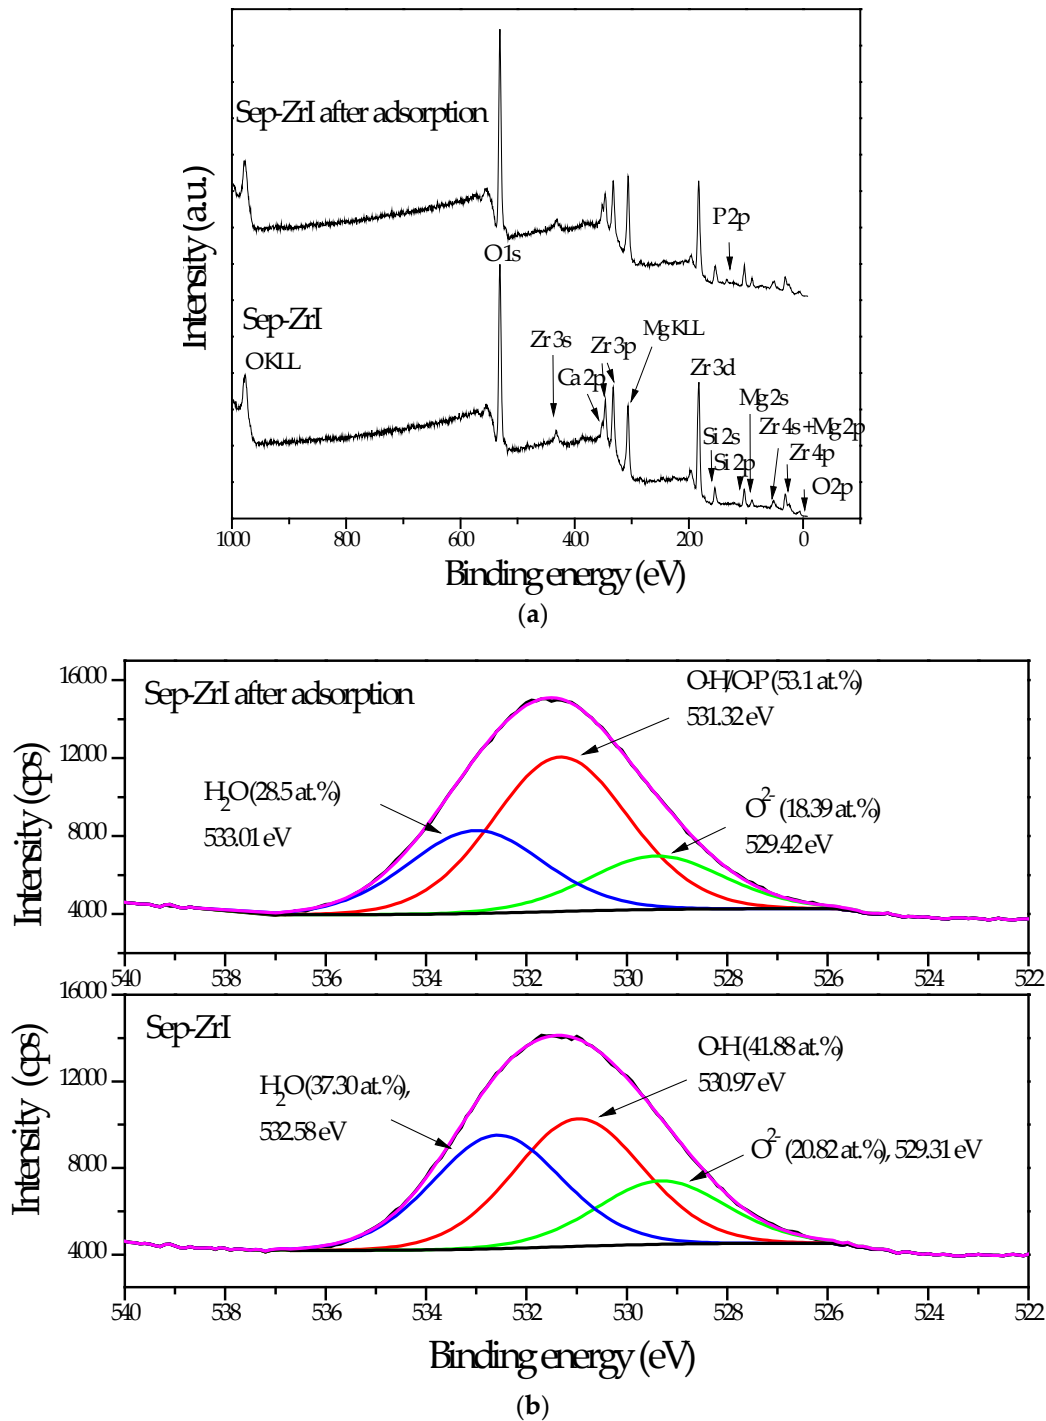 Sep-ZrI after adsorption
P 2p
O 1s
Sep-ZrI
O KLL
Zr 3s
Zr 3p
Mg KLL
Ca 2p
Zr 3d
Mg 2s
Si 2s
Zr 4s+Mg 2p
Si 2p
Zr 4p
O 2p
Intensity (a.u.)
1000 800 600 400 200 0
Binding energy (eV)
(a)
16000
12000
8000
4000
Intensity (cps)
Sep-ZrI after adsorption
O-H/O-P (53.1 at.%)
531.32 eV
H2O (28.5 at.%)
533.01 eV
O2- (18.39 at.%)
529.42 eV
540 538 536 534 532 530 528 526 524 522
16000
12000
8000
4000
Intensity (cps)
Sep-ZrI
O-H (41.88 at.%)
530.97 eV
H2O (37.30 at.%),
532.58 eV
O2- (20.82 at.%), 529.31 eV
540 538 536 534 532 530 528 526 524 522
Binding energy (eV)
(b)